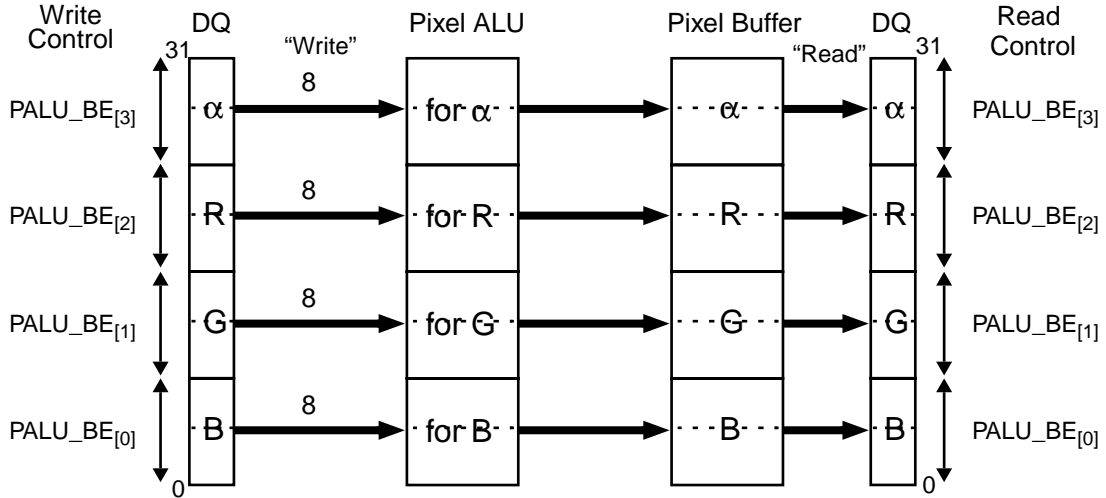 Write Control
DQ
Pixel ALU
Pixel Buffer
DQ
Read Control
31
"Write"
"Read"
31
PALU_BE[3]
α
8
for α
α
α
PALU_BE[3]
PALU_BE[2]
R
8
for R
R
R
PALU_BE[2]
PALU_BE[1]
G
8
for G
G
G
PALU_BE[1]
PALU_BE[0]
B
8
for B
B
B
PALU_BE[0]
0
0